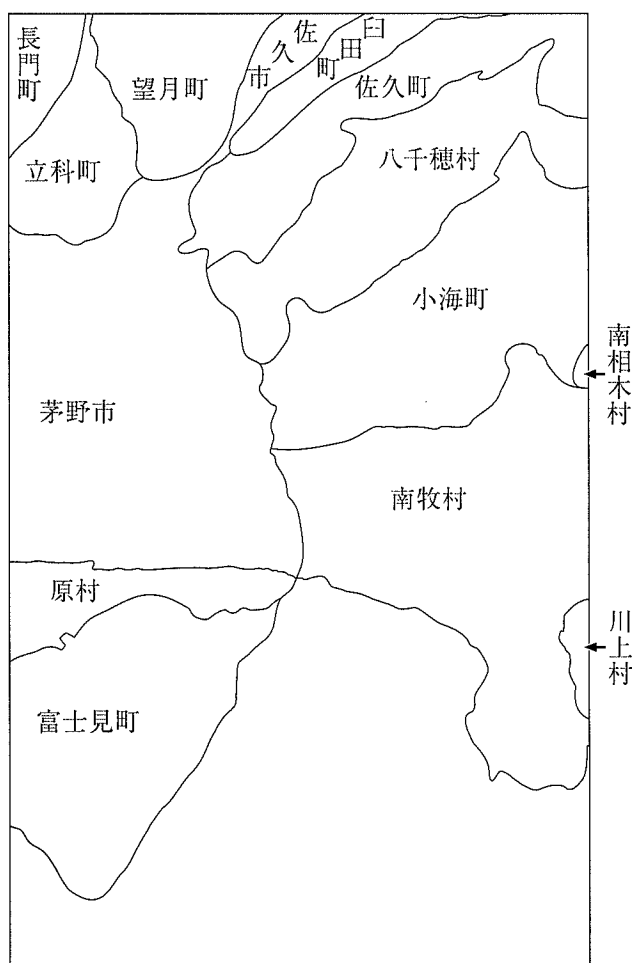 長門町
望月町
佐久市
臼田町
佐久町
立科町
八千穂村
小海町
南相木村
茅野市
南牧村
原村
川上村
富士見町